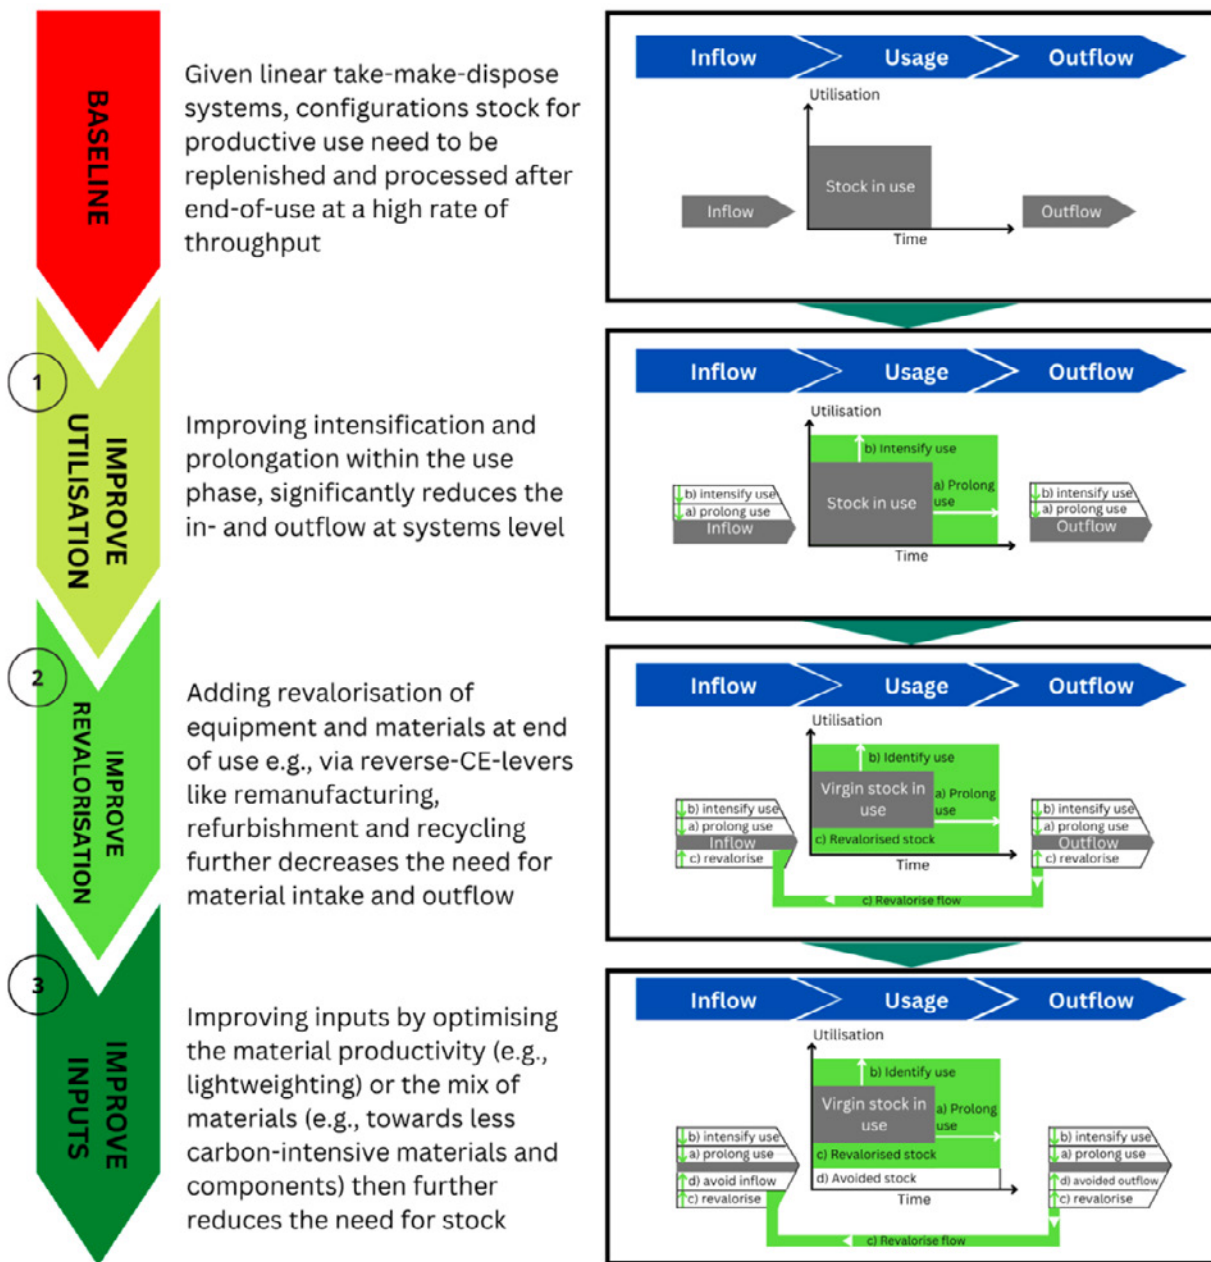 BASELINE
Given linear take-make-dispose
systems, configurations stock for
productive use need to be
replenished and processed after
end-of-use at a high rate of
throughput
Inflow
Usage
Outflow
Utilisation
Stock in use
Inflow
Outflow
Time
1
IMPROVE
UTILISATION
Improving intensification and
prolongation within the use
phase, significantly reduces the
in- and outflow at systems level
Inflow
Usage
Outflow
Utilisation
b) Intensify use
a) Prolong
use
Stock in use
b) intensify use
a) prolong use
Inflow
b) intensify use
a) prolong use
Outflow
Time
2
IMPROVE
REVALORISATION
Adding revalorisation of
equipment and materials at end
of use e.g., via reverse-CE-levers
like remanufacturing,
refurbishment and recycling
further decreases the need for
material intake and outflow
Inflow
Usage
Outflow
Utilisation
b) Identify use
Virgin stock in
use
a) Prolong
use
c) Revalorised stock
b) intensify use
a) prolong use
Inflow
c) revalorise
b) intensify use
a) prolong use
Outflow
c) revalorise
Time
c) Revalorise flow
3
IMPROVE
INPUTS
Improving inputs by optimising
the material productivity (e.g.,
lightweighting) or the mix of
materials (e.g., towards less
carbon-intensive materials and
components) then further
reduces the need for stock
Inflow
Usage
Outflow
Utilisation
b) Identify use
Virgin stock in
use
a) Prolong
use
c) Revalorised stock
d) Avoided stock
b) intensify use
a) prolong use
d) avoid inflow
c) revalorise
b) intensify use
a) prolong use
d) avoided outflow
c) revalorise
Time
c) Revalorise flow